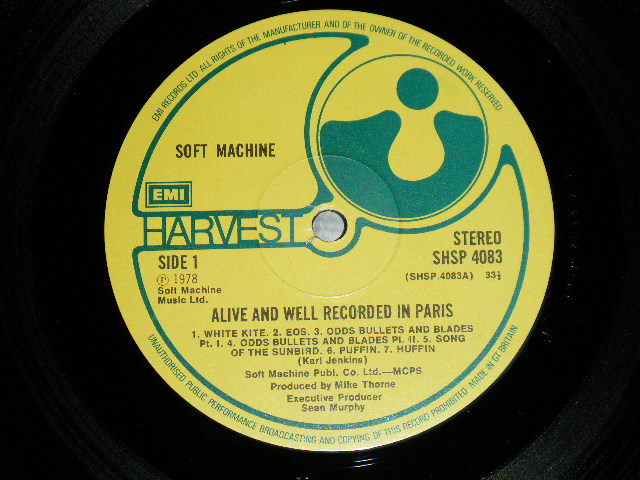 EMI RECORDS LTD · ALL RIGHTS OF THE MANUFACTURER AND OF THE OWNER OF THE RECORDED WORK RESERVED
SOFT MACHINE
EMI
HARVEST
SIDE 1
STEREO
SHSP 4083
(SHSP.4083A) 33⅓
Ⓟ 1978
Soft Machine
Music Ltd.
ALIVE AND WELL RECORDED IN PARIS
1. WHITE KITE. 2. EOS. 3. ODDS BULLETS AND BLADES
Pt. I. 4. ODDS BULLETS AND BLADES Pt. II. 5. SONG
OF THE SUNBIRD. 6. PUFFIN. 7. HUFFIN
(Karl Jenkins)
Soft Machine Publ. Co. Ltd.—MCPS
Produced by Mike Thorne
Executive Producer
Sean Murphy
UNAUTHORISED PUBLIC PERFORMANCE BROADCASTING AND COPYING OF THIS RECORD PROHIBITED · MADE IN GT BRITAIN